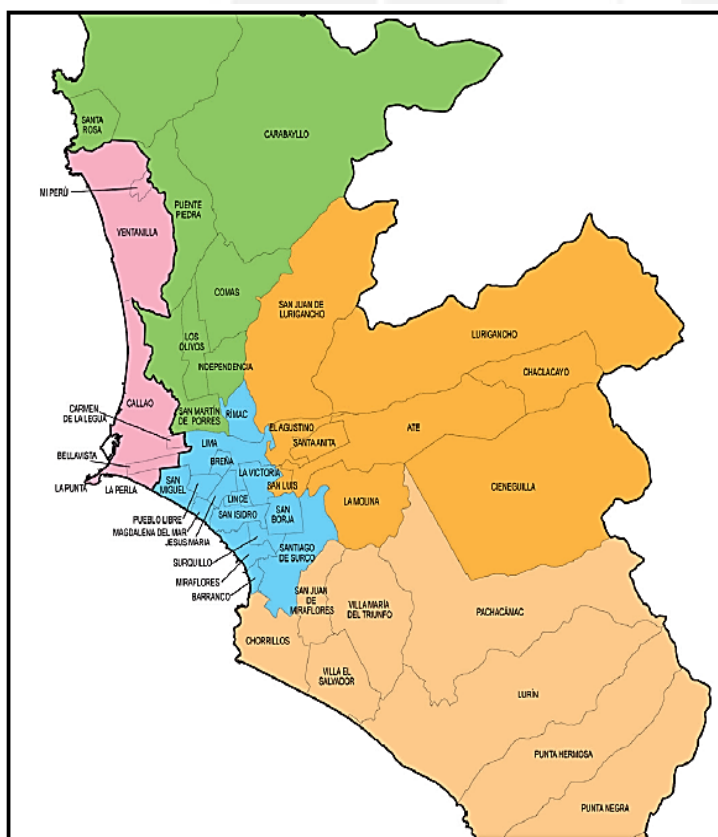 SANTA
ROSA
CARABAYLLO
MI PERÚ
PUENTE
PIEDRA
VENTANILLA
COMAS
SAN JUAN DE
LURIGANCHO
LURIGANCHO
LOS
OLIVOS
INDEPENDENCIA
CHACLACAYO
CALLAO
CARMEN
DE LA LEGUA
SAN MARTÍN
DE PORRES
RÍMAC
EL AGUSTINO
ATE
SANTA ANITA
LIMA
BELLAVISTA
BREÑA
LA VICTORIA
CIENEGUILLA
LA PUNTA
LA PERLA
SAN
MIGUEL
SAN LUIS
LA MOLINA
LINCE
PUEBLO LIBRE
SAN ISIDRO
SAN
BORJA
MAGDALENA DEL MAR
JESUS MARIA
SURQUILLO
SANTIAGO
DE SURCO
MIRAFLORES
BARRANCO
SAN JUAN
DE
MIRAFLORES
VILLA MARÍA
DEL TRIUNFO
PACHACÁMAC
CHORRILLOS
VILLA EL
SALVADOR
LURÍN
PUNTA HERMOSA
PUNTA NEGRA